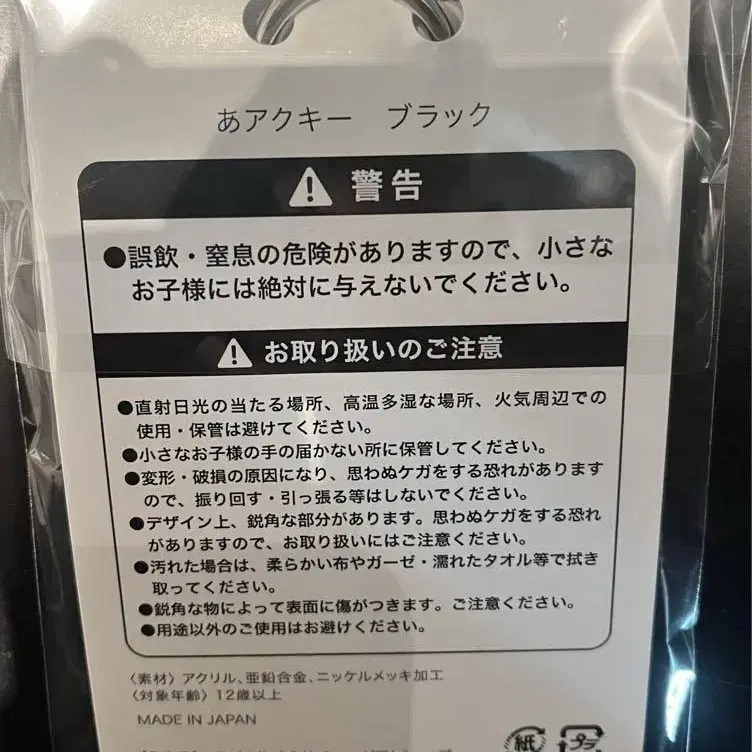 あアクキー　ブラック
警告
●誤飲・窒息の危険がありますので、小さな
お子様には絶対に与えないでください。
お取り扱いのご注意
●直射日光の当たる場所、高温多湿な場所、火気周辺での
使用・保管は避けてください。
●小さなお子様の手の届かない所に保管してください。
●変形・破損の原因になり、思わぬケガをする恐れがあります
ので、振り回す・引っ張る等はしないでください。
●デザイン上、鋭角な部分があります。思わぬケガをする恐れ
がありますので、お取り扱いにはご注意ください。
●汚れた場合は、柔らかい布やガーゼ・濡れたタオル等で拭き
取ってください。
●鋭角な物によって表面に傷がつきます。ご注意ください。
●用途以外のご使用はお避けください。
〈素材〉アクリル、亜鉛合金、ニッケルメッキ加工
〈対象年齢〉12歳以上
MADE IN JAPAN
紙 プラ